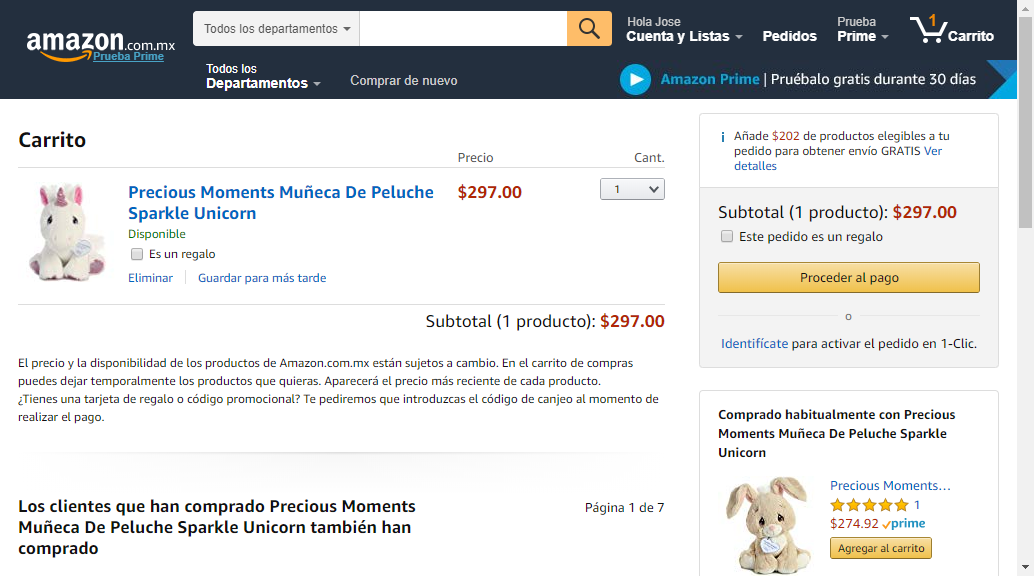 amazon.com.mx
Prueba Prime
Todos los departamentos
Hola Jose
Cuenta y Listas
Pedidos
Prueba
Prime
1
Carrito
Todos los
Departamentos
Comprar de nuevo
Amazon Prime | Pruébalo gratis durante 30 días
Carrito
Precio
Cant.
Precious Moments Muñeca De Peluche
Sparkle Unicorn
$297.00
1
Disponible
Es un regalo
Eliminar
Guardar para más tarde
Subtotal (1 producto): $297.00
El precio y la disponibilidad de los productos de Amazon.com.mx están sujetos a cambio. En el carrito de compras
puedes dejar temporalmente los productos que quieras. Aparecerá el precio más reciente de cada producto.
¿Tienes una tarjeta de regalo o código promocional? Te pediremos que introduzcas el código de canjeo al momento de
realizar el pago.
Los clientes que han comprado Precious Moments
Muñeca De Peluche Sparkle Unicorn también han
comprado
Página 1 de 7
Añade $202 de productos elegibles a tu
pedido para obtener envío GRATIS Ver
detalles
Subtotal (1 producto): $297.00
Este pedido es un regalo
Proceder al pago
o
Identifícate para activar el pedido en 1-Clic.
Comprado habitualmente con Precious
Moments Muñeca De Peluche Sparkle
Unicorn
Precious Moments…
1
$274.92 prime
Agregar al carrito